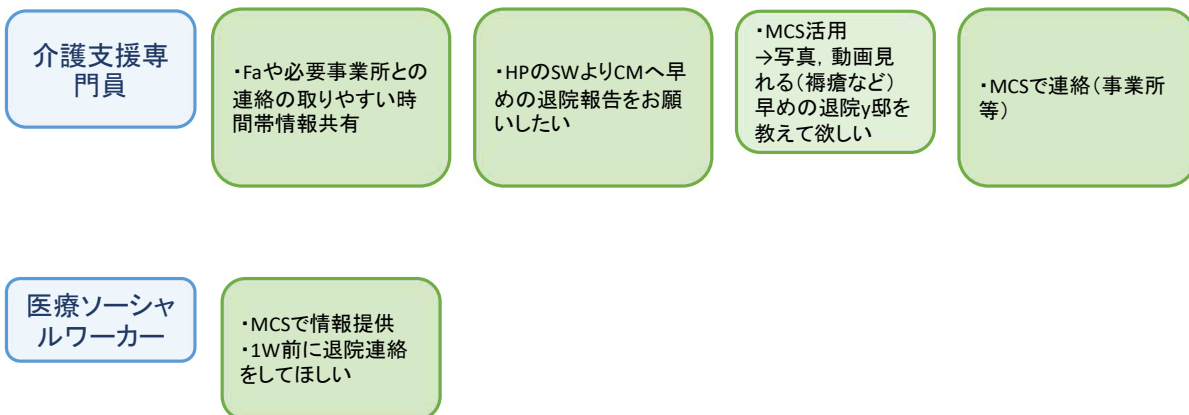 介護支援専
門員
・Faや必要事業所との
連絡の取りやすい時
間帯情報共有
・HPのSWよりCMへ早
めの退院報告をお願
いしたい
・MCS活用
→写真，動画見
れる（褥瘡など）
早めの退院y邸を
教えて欲しい
・MCSで連絡（事業所
等）
医療ソーシャ
ルワーカー
・MCSで情報提供
・1W前に退院連絡
をしてほしい